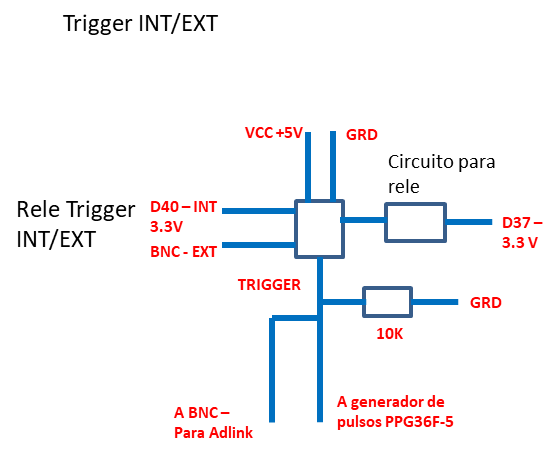 Trigger INT/EXT
VCC +5V
GRD
Circuito para
rele
Rele Trigger
INT/EXT
D40 – INT
3.3V
BNC - EXT
D37 –
3.3 V
TRIGGER
GRD
10K
A BNC –
Para Adlink
A generador de
pulsos PPG36F-5